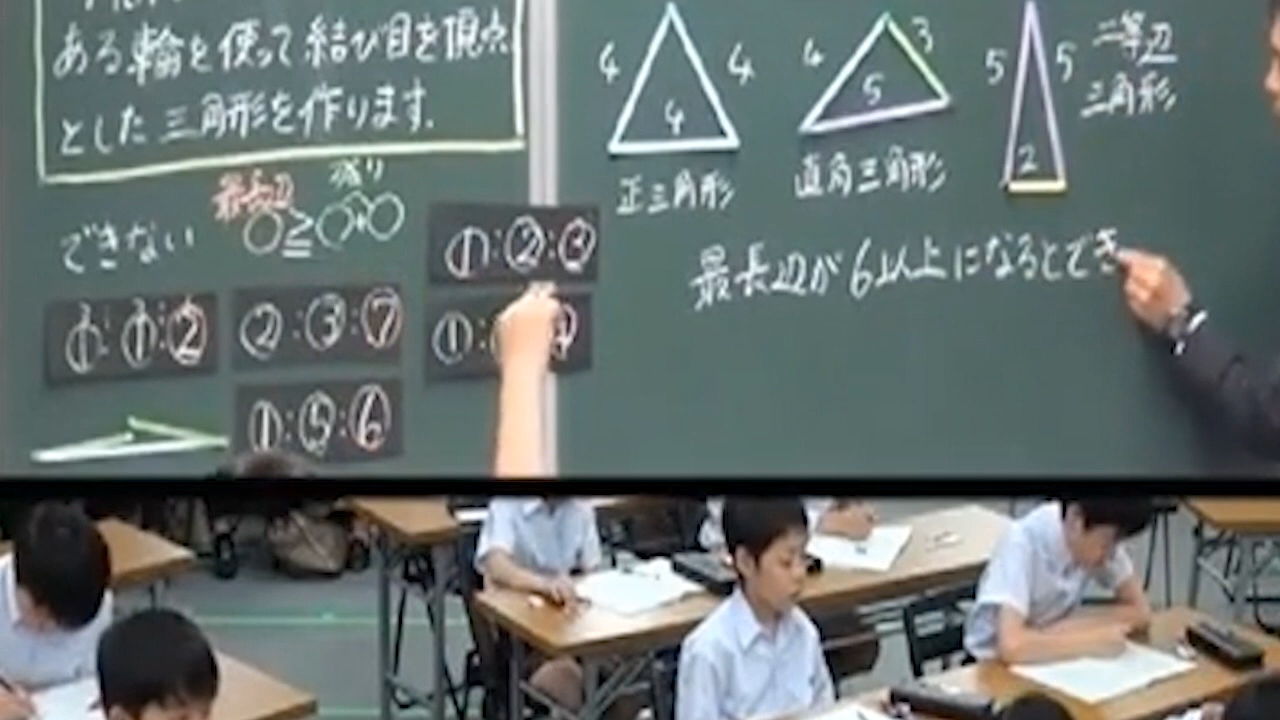 ある輪を使って結び目を頂点
とした三角形を作ります.
最長辺 残り
できない ○≧○+○
①:②:③
①:①:②
②:③:⑦
①:⑤:⑥
4 4 4
正三角形
4 3 5
直角三角形
5 5 2
二等辺
三角形
最長辺が6以上になるとでき